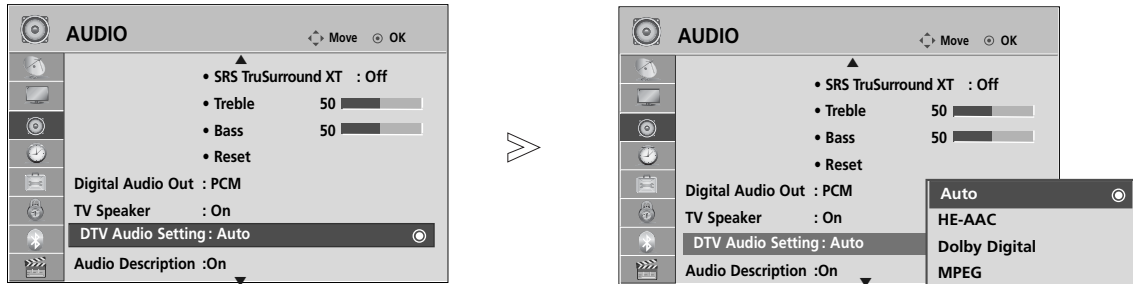 AUDIO
Move
OK
• SRS TruSurround XT : Off
• Treble 50
• Bass 50
• Reset
Digital Audio Out : PCM
TV Speaker : On
DTV Audio Setting : Auto
Audio Description :On
AUDIO
Move
OK
• SRS TruSurround XT : Off
• Treble 50
• Bass 50
• Reset
Digital Audio Out : PCM
TV Speaker : On
DTV Audio Setting : Auto
Audio Description :On
Auto
HE-AAC
Dolby Digital
MPEG